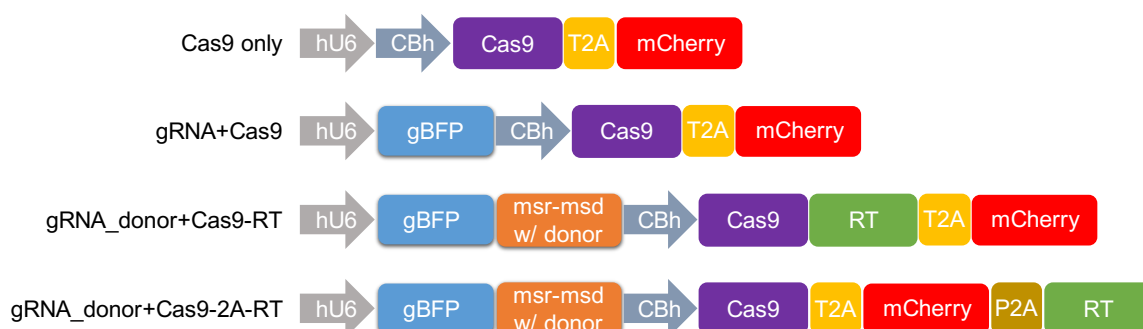 Cas9 only hU6 CBh Cas9 T2A mCherry
gRNA+Cas9 hU6 gBFP CBh Cas9 T2A mCherry
gRNA_donor+Cas9-RT hU6 gBFP msr-msd w/ donor CBh Cas9 RT T2A mCherry
gRNA_donor+Cas9-2A-RT hU6 gBFP msr-msd w/ donor CBh Cas9 T2A mCherry P2A RT